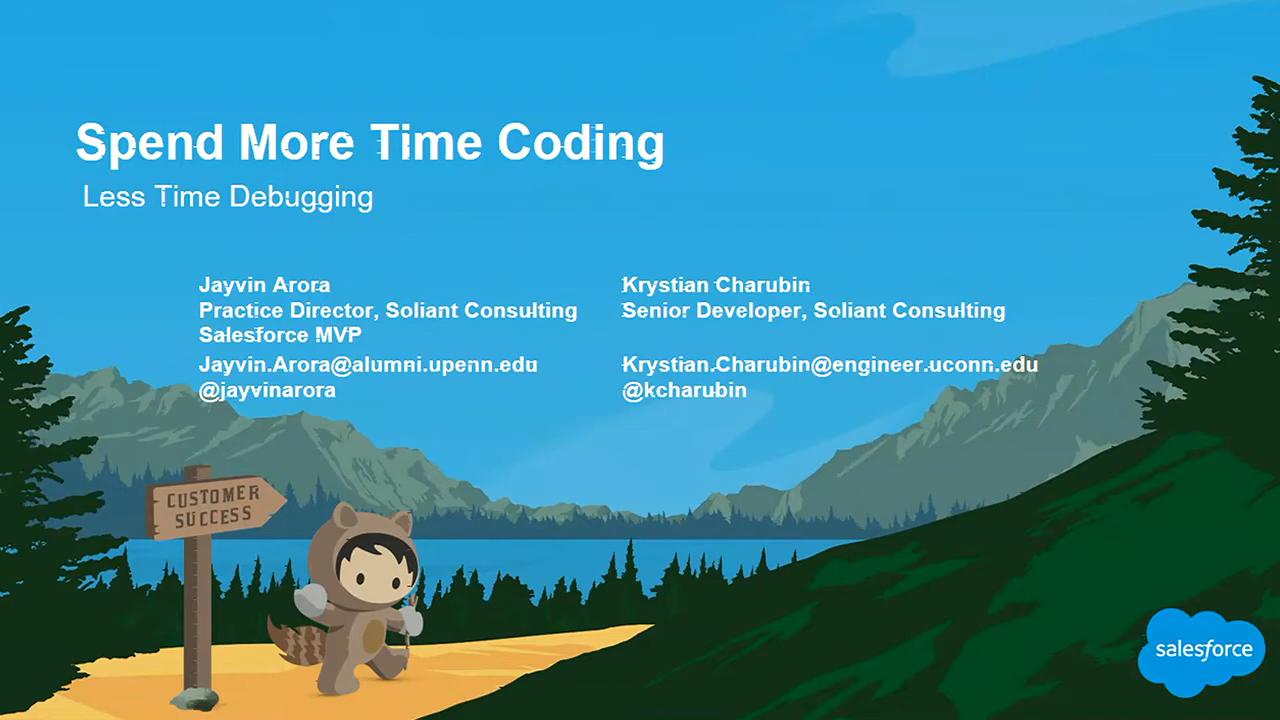 Spend More Time Coding
Less Time Debugging
Jayvin Arora
Practice Director, Soliant Consulting
Salesforce MVP
Jayvin.Arora@alumni.upenn.edu
@jayvinarora
Krystian Charubin
Senior Developer, Soliant Consulting
Krystian.Charubin@engineer.uconn.edu
@kcharubin
CUSTOMER
SUCCESS
salesforce